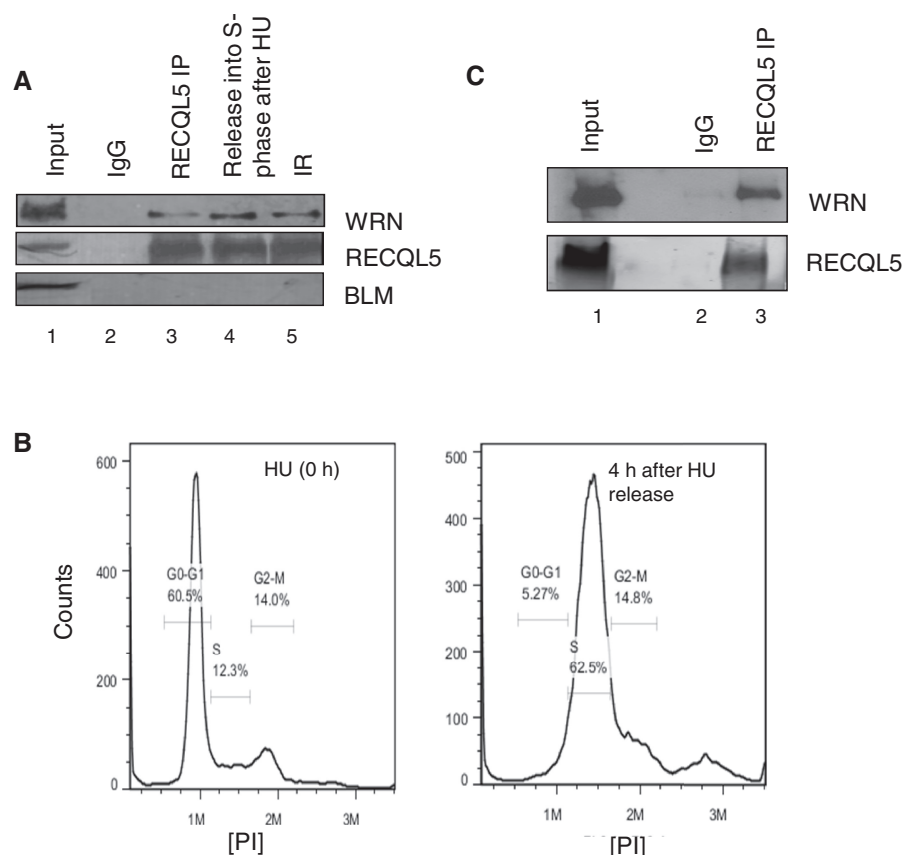 A
Input
IgG
RECQL5 IP
Release into S-
phase after HU
IR
WRN
RECQL5
BLM
1 2 3 4 5
C
Input
IgG
RECQL5 IP
WRN
RECQL5
1 2 3
B
HU (0 h)
Counts
600
400
200
0
G0-G1
60.5%
G2-M
14.0%
S
12.3%
1M 2M 3M
[PI]
4 h after HU
release
500
400
300
200
100
0
G0-G1
5.27%
G2-M
14.8%
S
62.5%
1M 2M 3M
[PI]